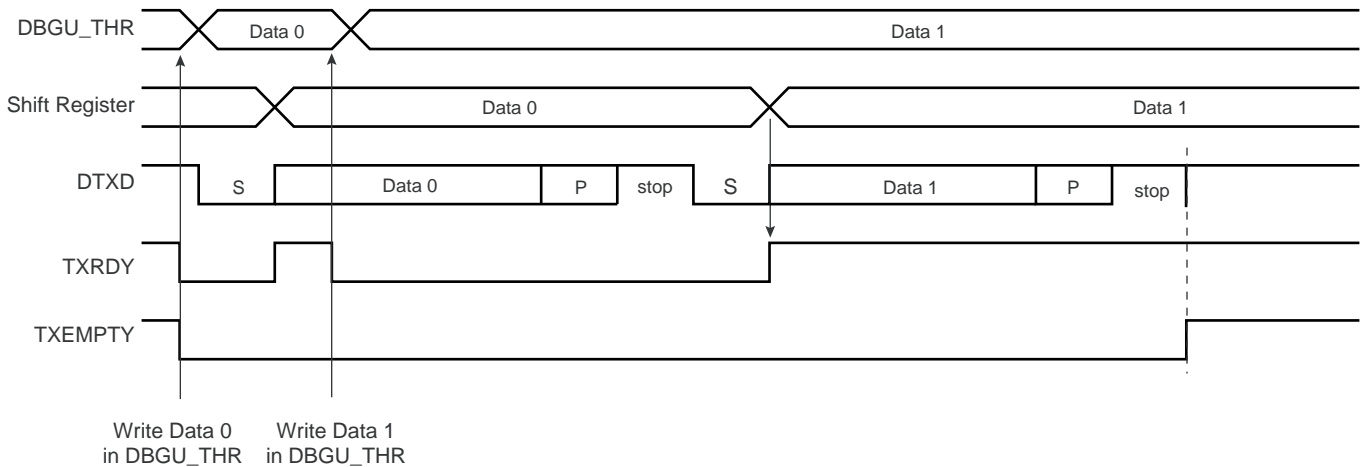 DBGU_THR
Data 0
Data 1
Shift Register
Data 0
Data 1
DTXD
S
Data 0
P
stop
S
Data 1
P
stop
TXRDY
TXEMPTY
Write Data 0
in DBGU_THR
Write Data 1
in DBGU_THR